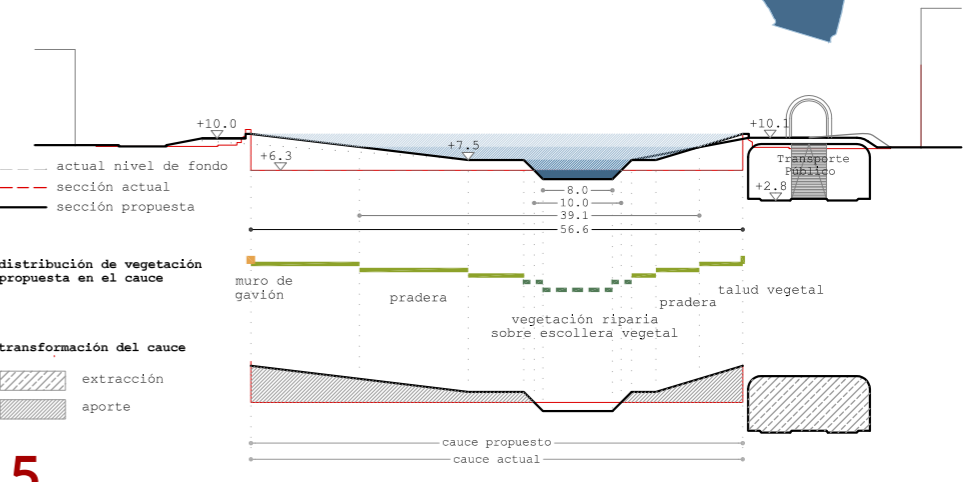 +10.0
+10.1
+6.3
+7.5
Transporte
Público
+2.8
actual nivel de fondo
sección actual
sección propuesta
8.0
10.0
39.1
56.6
distribución de vegetación
propuesta en el cauce
muro de
gavión
pradera
vegetación riparia
sobre escollera vegetal
pradera
talud vegetal
transformación del cauce
extracción
aporte
cauce propuesto
cauce actual
5